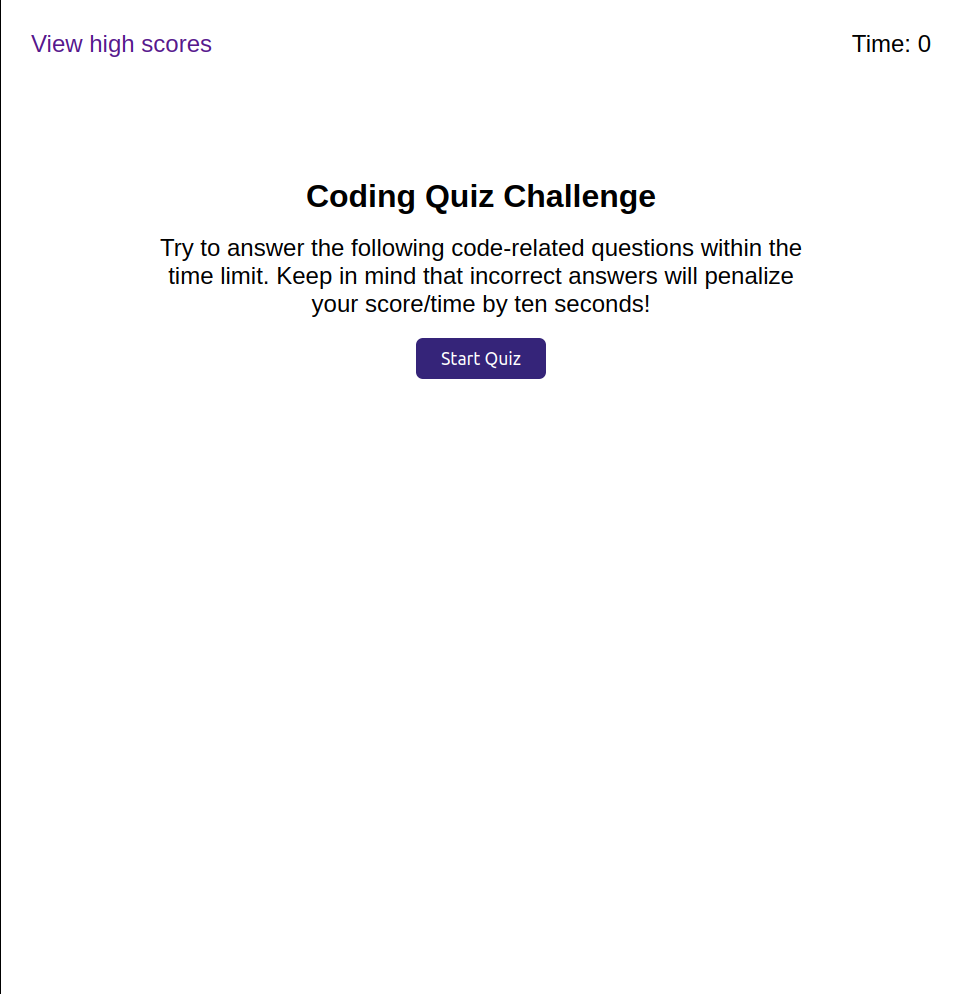 View high scores
Time: 0
Coding Quiz Challenge
Try to answer the following code-related questions within the
time limit. Keep in mind that incorrect answers will penalize
your score/time by ten seconds!
Start Quiz